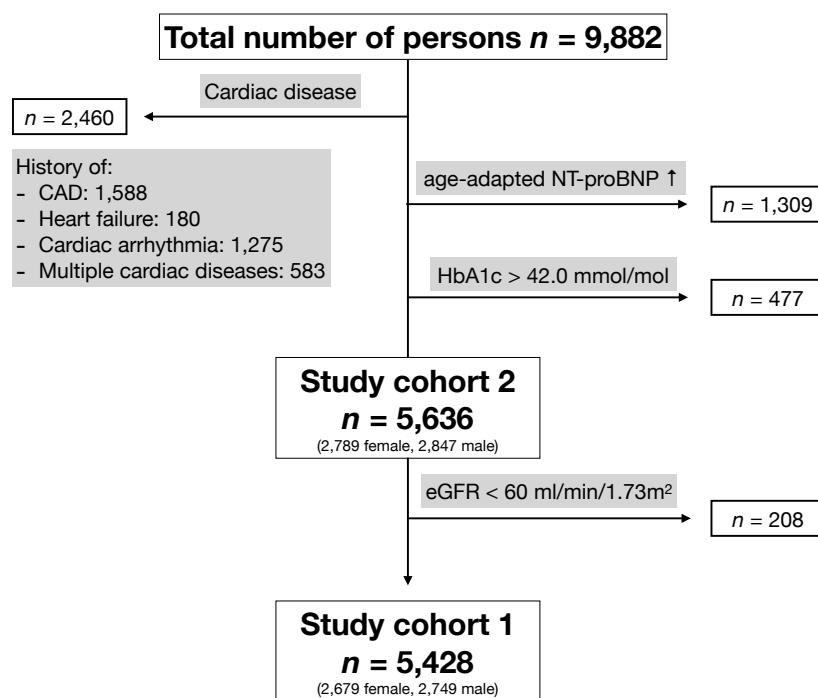 Total number of persons n = 9,882
Cardiac disease
n = 2,460
History of:
- CAD: 1,588
- Heart failure: 180
- Cardiac arrhythmia: 1,275
- Multiple cardiac diseases: 583
age-adapted NT-proBNP ↑
n = 1,309
HbA1c > 42.0 mmol/mol
n = 477
Study cohort 2
n = 5,636
(2,789 female, 2,847 male)
eGFR < 60 ml/min/1.73m²
n = 208
Study cohort 1
n = 5,428
(2,679 female, 2,749 male)